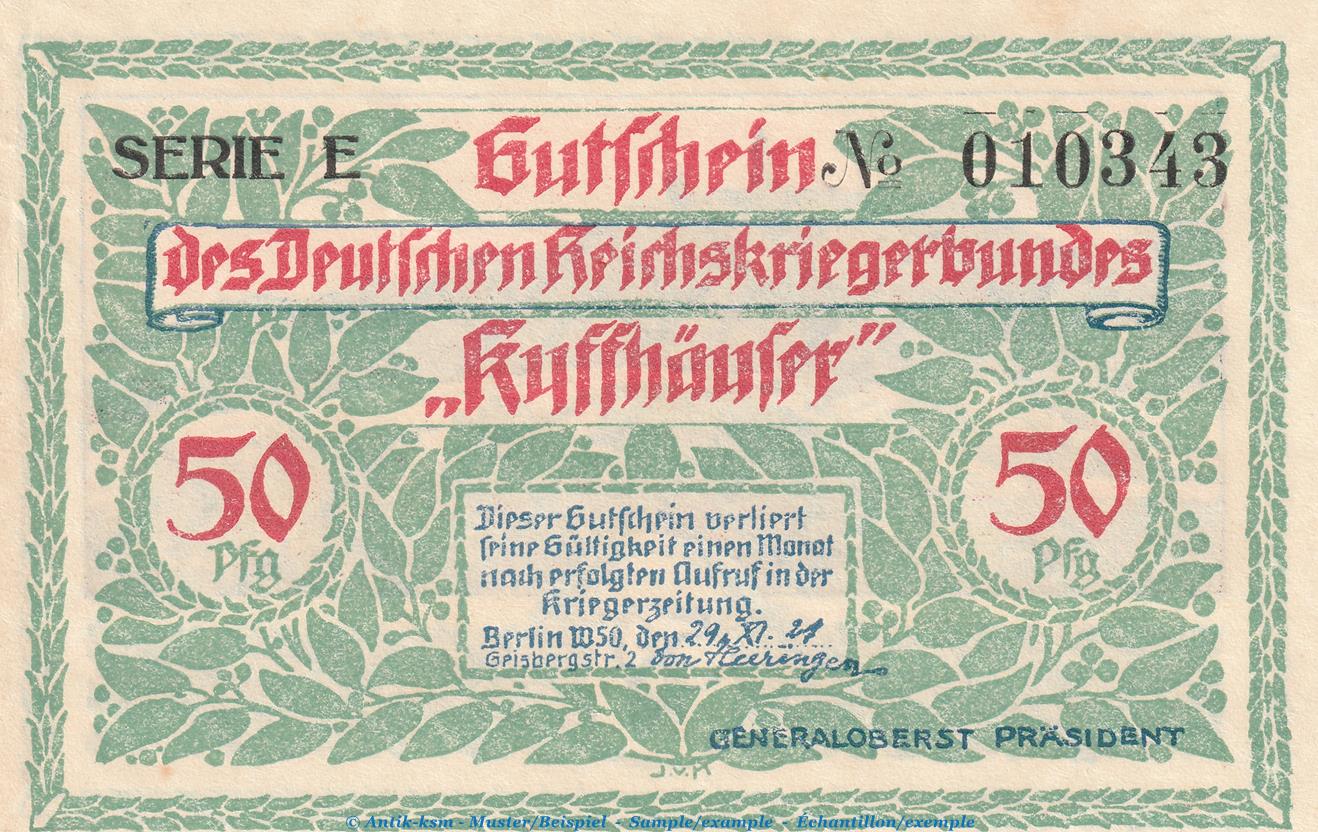 SERIE E Gutschein No 010343
des Deutschen Reichskriegerbundes
„Kyffhäuser”
50 50
Pfg Pfg
Dieser Gutschein verliert
seine Gültigkeit einen Monat
nach erfolgten Aufruf in der
Kriegerzeitung.
Berlin W50, den 29. XI. 21
Geisbergstr. 2 von Heeringen
GENERALOBERST PRÄSIDENT
J.v.K
© Antik-ksm - Muster/Beispiel - Sample/example - Échantillon/exemple